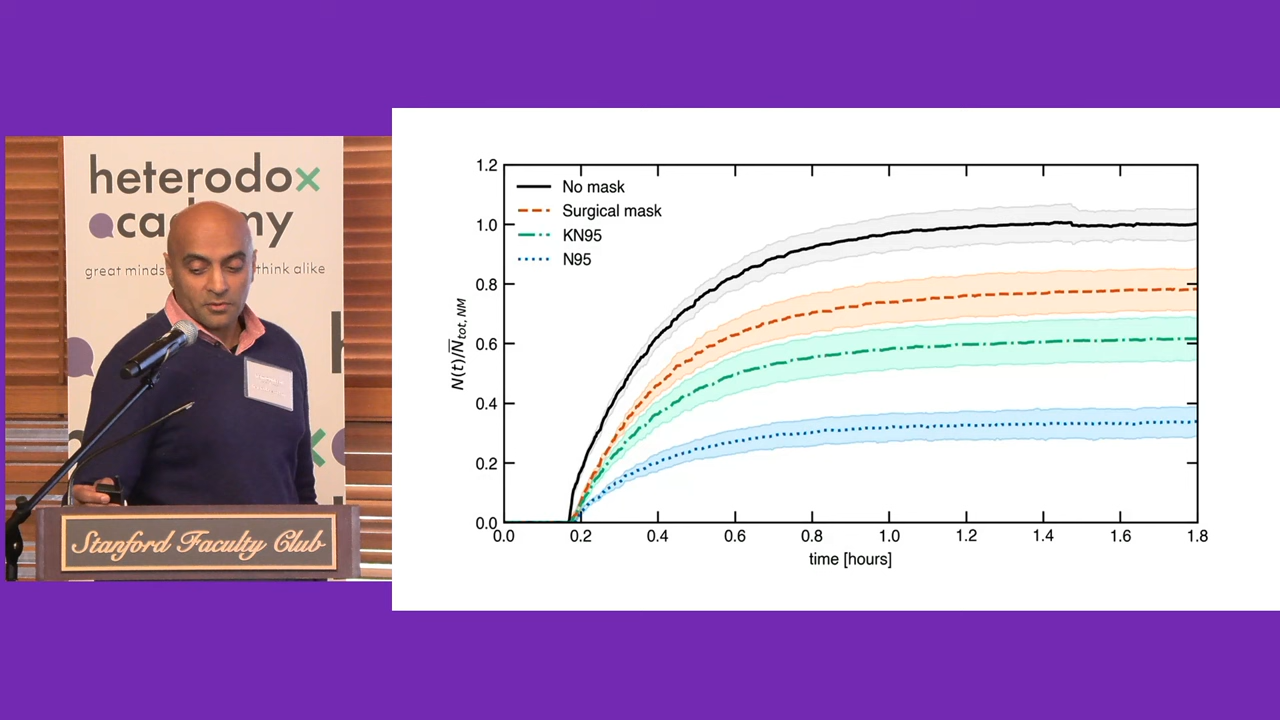 heterodox
academy
great minds think alike
Stanford Faculty Club
1.2
1.0
0.8
0.6
0.4
0.2
0.0
N(t)/N̅tot, NM
No mask
Surgical mask
KN95
N95
0.0 0.2 0.4 0.6 0.8 1.0 1.2 1.4 1.6 1.8
time [hours]